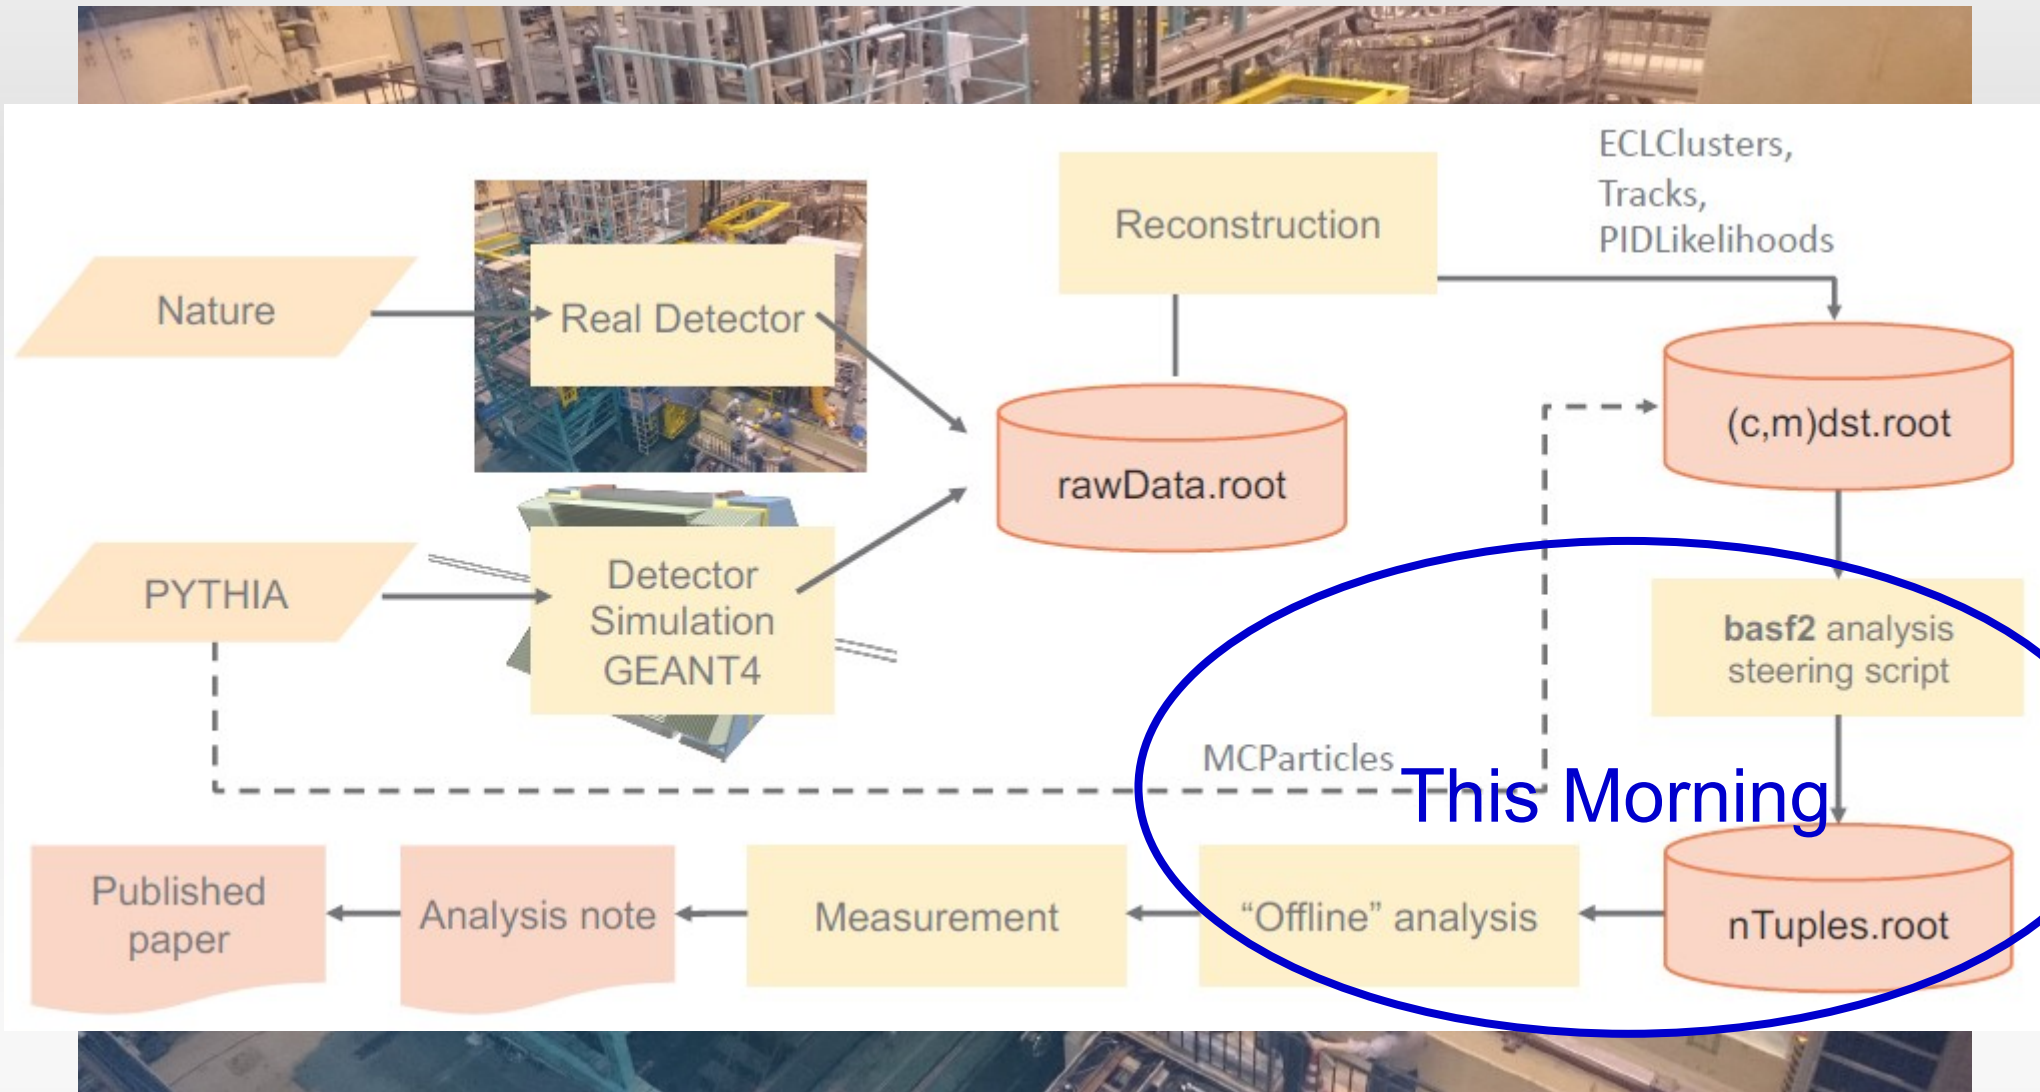 ECLClusters,
Tracks,
PIDLikelihoods
Reconstruction
Nature
Real Detector
(c,m)dst.root
rawData.root
PYTHIA
Detector
Simulation
GEANT4
basf2 analysis
steering script
MCParticles
This Morning
Published
paper
Analysis note
Measurement
“Offline” analysis
nTuples.root